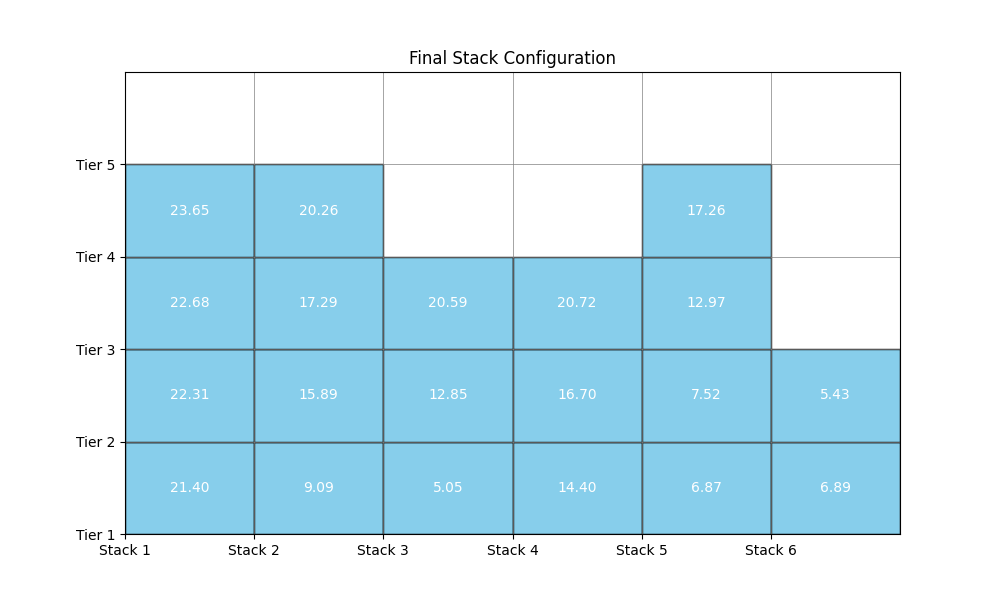 Final Stack Configuration
Tier 5
23.65 20.26 17.26
Tier 4
22.68 17.29 20.59 20.72 12.97
Tier 3
22.31 15.89 12.85 16.70 7.52 5.43
Tier 2
21.40 9.09 5.05 14.40 6.87 6.89
Tier 1
Stack 1 Stack 2 Stack 3 Stack 4 Stack 5 Stack 6